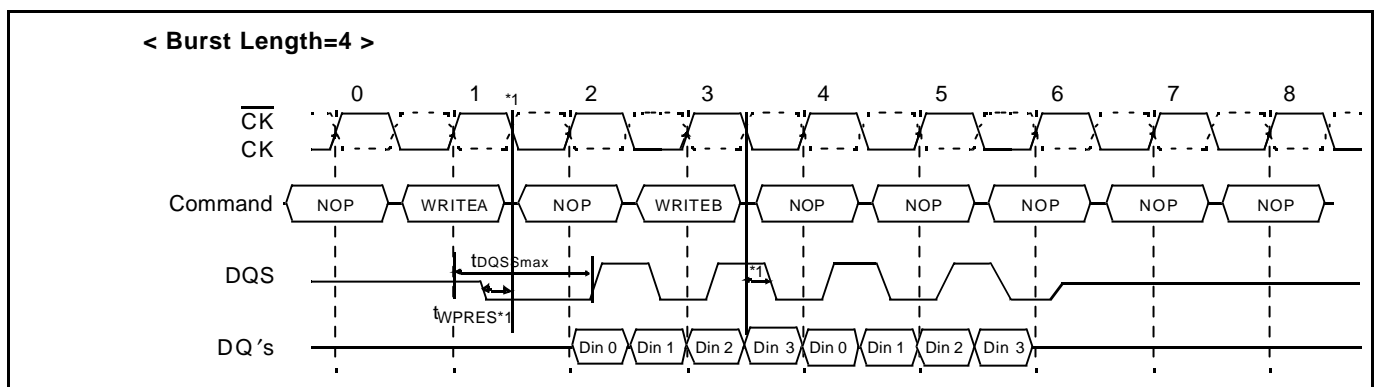 < Burst Length=4 >
0 1 *1 2 3 4 5 6 7 8
CK
CK
Command NOP WRITEA NOP WRITEB NOP NOP NOP NOP NOP
tDQSSmax
DQS *1
tWPRES*1
DQ′s Din 0 Din 1 Din 2 Din 3 Din 0 Din 1 Din 2 Din 3